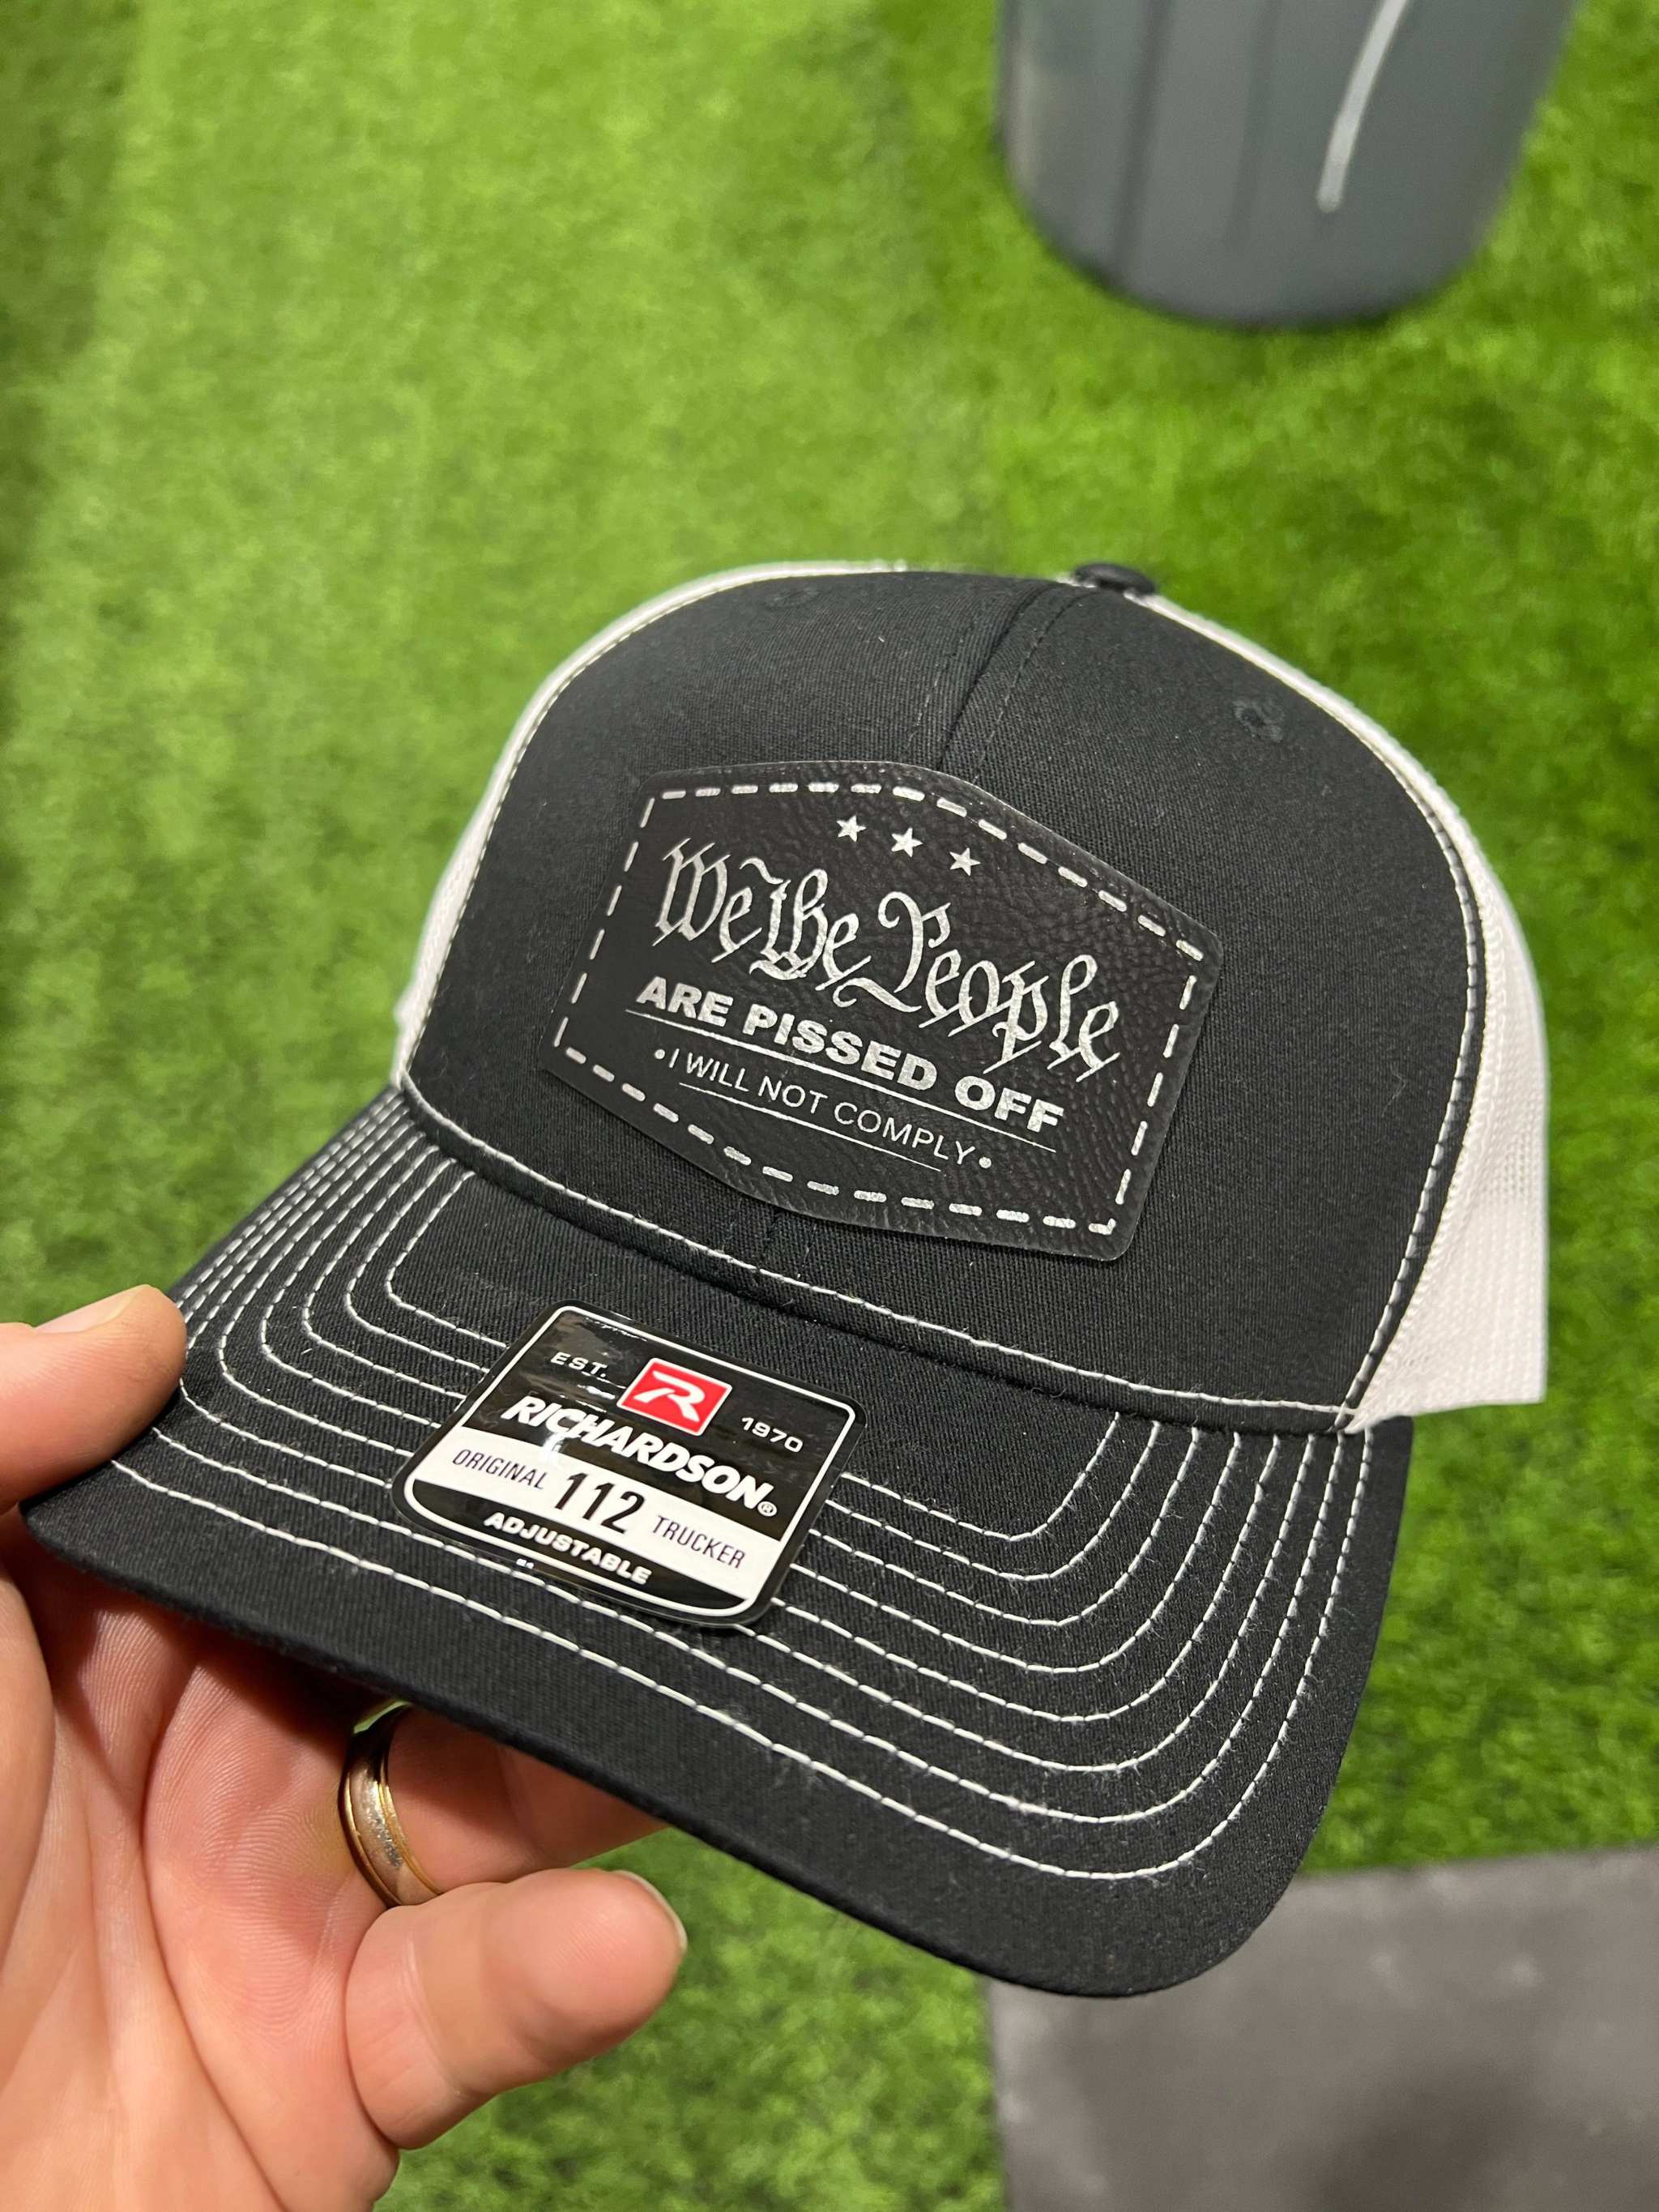 We the People
ARE PISSED OFF
•I WILL NOT COMPLY•
EST. R 1970
RICHARDSON®
ORIGINAL 112 TRUCKER
ADJUSTABLE